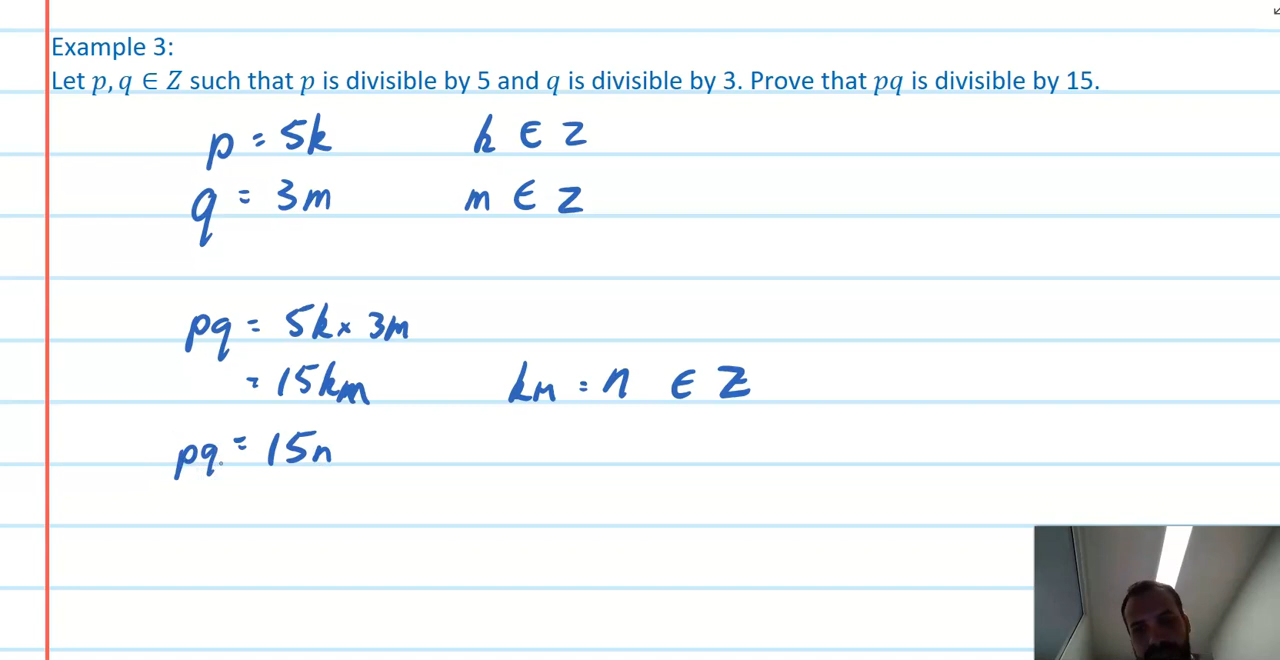 Example 3:
Let p, q ∈ Z such that p is divisible by 5 and q is divisible by 3. Prove that pq is divisible by 15.
p = 5k k ∈ Z
q = 3m m ∈ Z
pq = 5k × 3m
= 15km km = n ∈ Z
pq = 15n